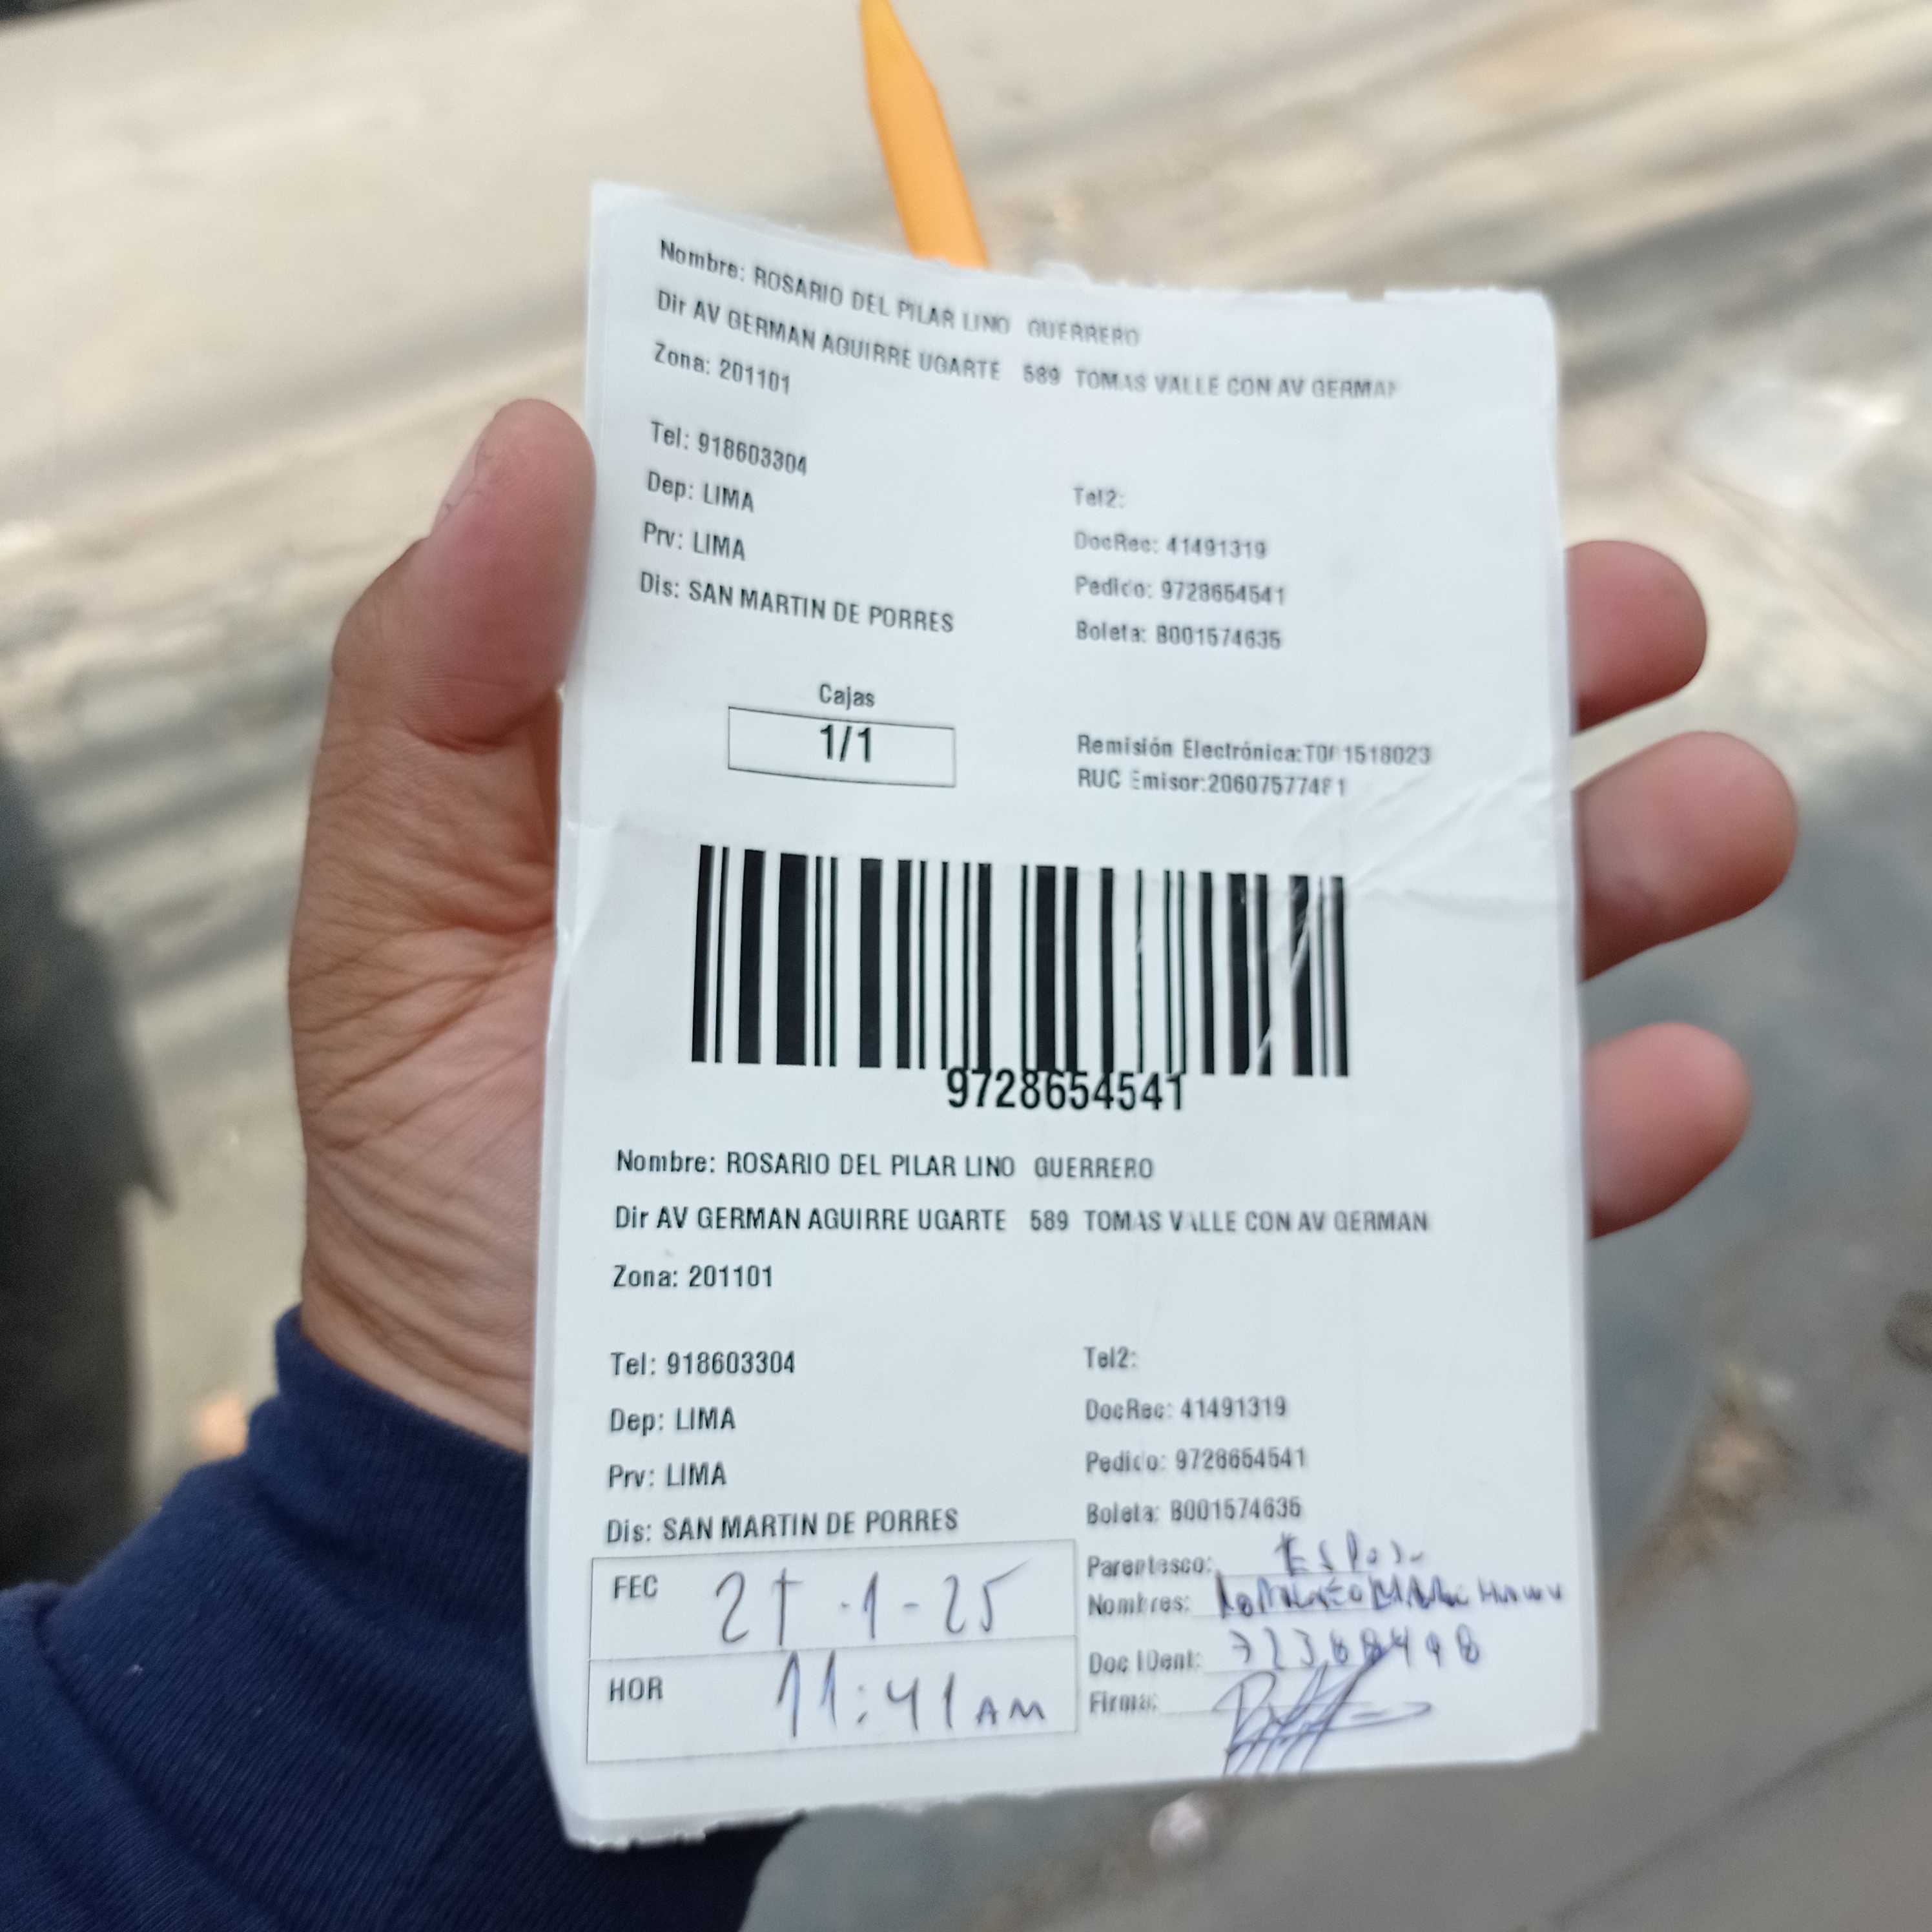 Nombre: ROSARIO DEL PILAR LINO GUERRERO
Dir AV GERMAN AGUIRRE UGARTE 589 TOMAS VALLE CON AV GERMAN
Zona: 201101
Tel: 918603304
Tel2:
Dep: LIMA
DocRec: 41491319
Prv: LIMA
Pedido: 9728654541
Dis: SAN MARTIN DE PORRES
Boleta: B001574635
Cajas
1/1
Remisión Electrónica:T001518023
RUC Emisor:20607577481
9728654541
Nombre: ROSARIO DEL PILAR LINO GUERRERO
Dir AV GERMAN AGUIRRE UGARTE 589 TOMAS VALLE CON AV GERMAN
Zona: 201101
Tel: 918603304
Tel2:
Dep: LIMA
DocRec: 41491319
Prv: LIMA
Pedido: 9728654541
Dis: SAN MARTIN DE PORRES
Boleta: B001574635
FEC 27-1-25
HOR 11:41 AM
Parentesco: Esposo
Nombres:
Doc IDent:
Firma: